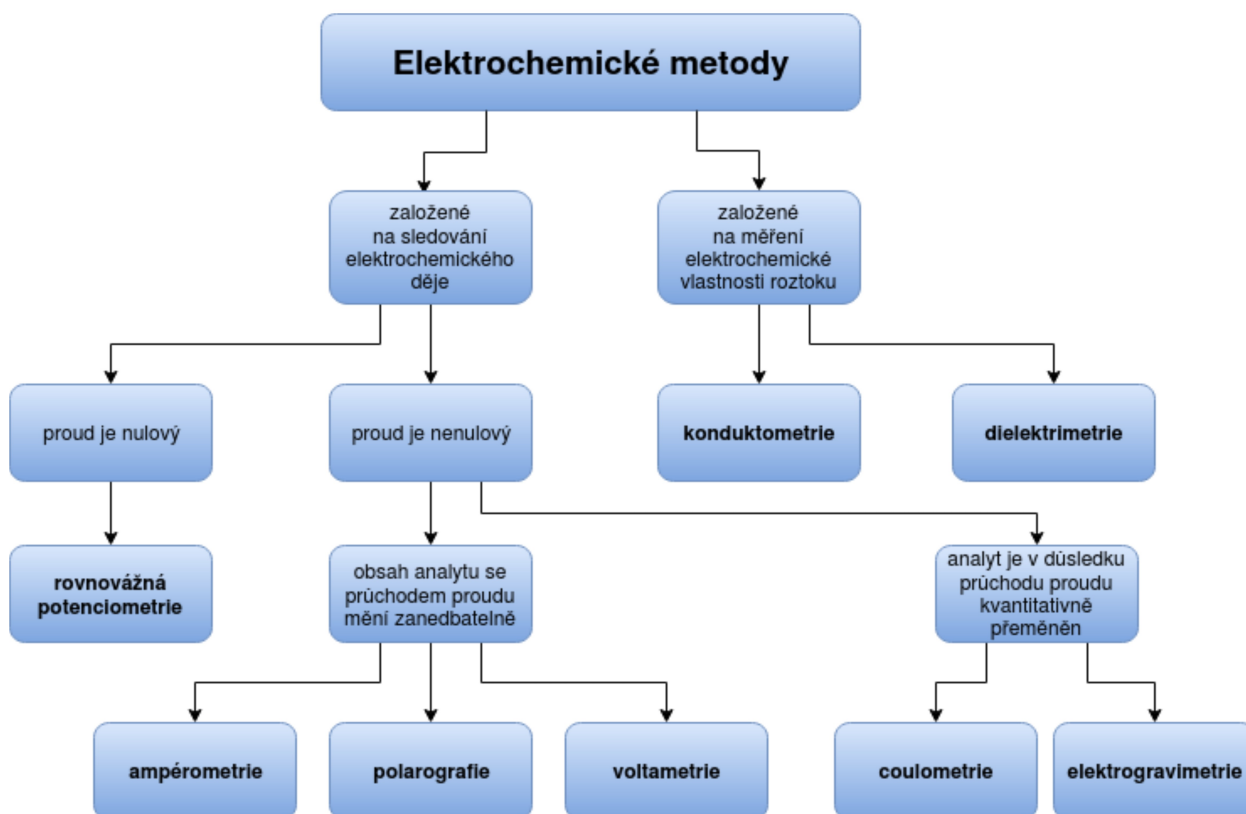 Elektrochemické metody
založené
na sledování
elektrochemického
děje
založené
na měření
elektrochemické
vlastnosti roztoku
proud je nulový
proud je nenulový
konduktometrie
dielektrimetrie
rovnovážná
potenciometrie
obsah analytu se
průchodem proudu
mění zanedbatelně
analyt je v důsledku
průchodu proudu
kvantitativně
přeměněn
ampérometrie
polarografie
voltametrie
coulometrie
elektrogravimetrie